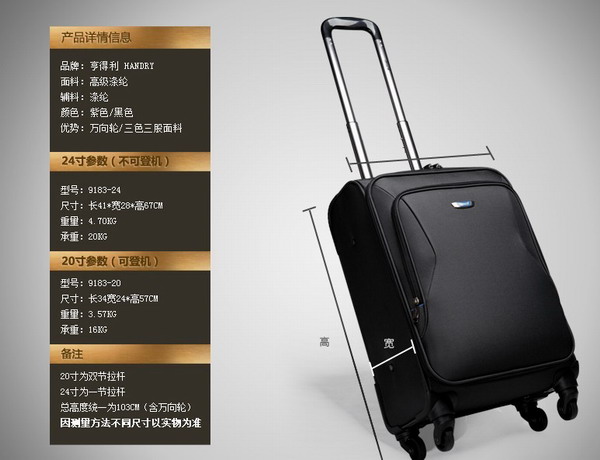 产品详情信息
品牌：亨得利 HANDRY
面料：高级涤纶
辅料：涤纶
颜色：紫色/黑色
优势：万向轮/三色三股面料
24寸参数（不可登机）
型号：9183-24
尺寸：长41*宽28*高67CM
重量：4.70KG
承重：20KG
20寸参数（可登机）
型号：9183-20
尺寸：长34宽24*高57CM
重量：3.57KG
承重：16KG
备注
20寸为双节拉杆
24寸为一节拉杆
总高度统一为103CM（含万向轮）
因测量方法不同尺寸以实物为准
高
宽